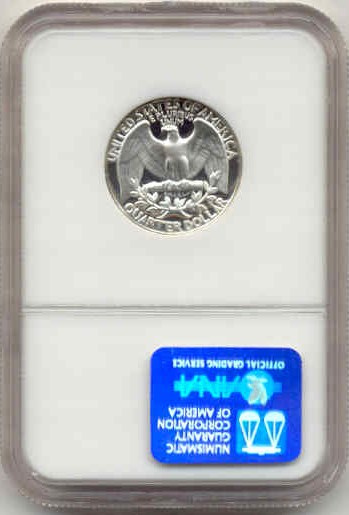 UNITED STATES OF AMERICA
E PLURIBUS
UNUM
QUARTER DOLLAR
NUMISMATIC
GUARANTY
CORPORATION
OF AMERICA
ANA
OFFICIAL GRADING SERVICE